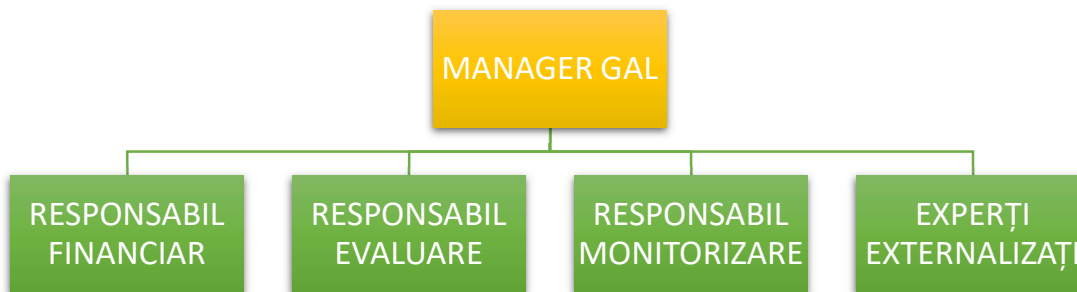 MANAGER GAL
RESPONSABIL
FINANCIAR
RESPONSABIL
EVALUARE
RESPONSABIL
MONITORIZARE
EXPERȚI
EXTERNALIZAȚI